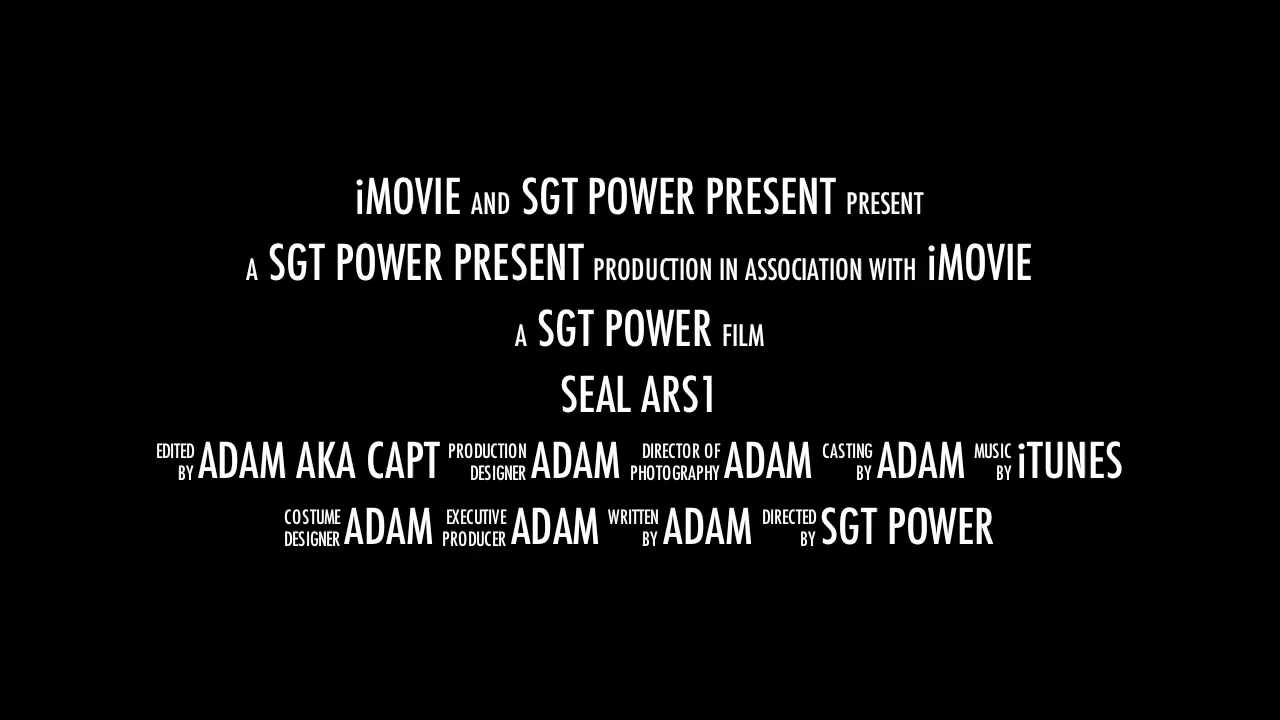 iMOVIE AND SGT POWER PRESENT PRESENT
A SGT POWER PRESENT PRODUCTION IN ASSOCIATION WITH iMOVIE
A SGT POWER FILM
SEAL ARS1
EDITED BY ADAM AKA CAPT PRODUCTION DESIGNER ADAM DIRECTOR OF PHOTOGRAPHY ADAM CASTING BY ADAM MUSIC BY iTUNES
COSTUME DESIGNER ADAM EXECUTIVE PRODUCER ADAM WRITTEN BY ADAM DIRECTED BY SGT POWER